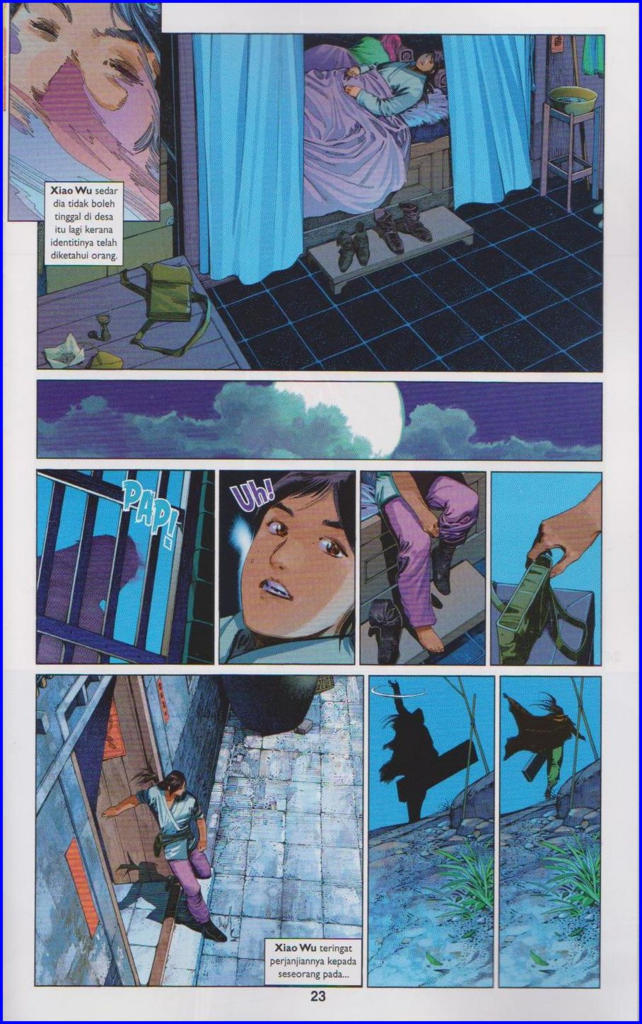 Xiao Wu sedar
dia tidak boleh
tinggal di desa
itu lagi kerana
identitinya telah
diketahui orang.
PAP!
Uh!
Xiao Wu teringat
perjanjiannya kepada
seseorang pada...
23